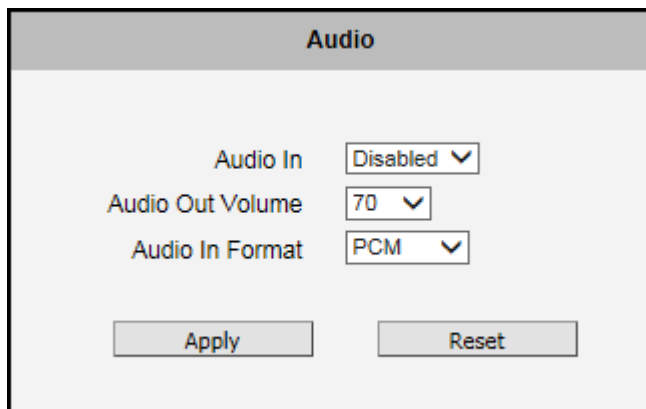 Audio
Audio In Disabled
Audio Out Volume 70
Audio In Format PCM
Apply Reset